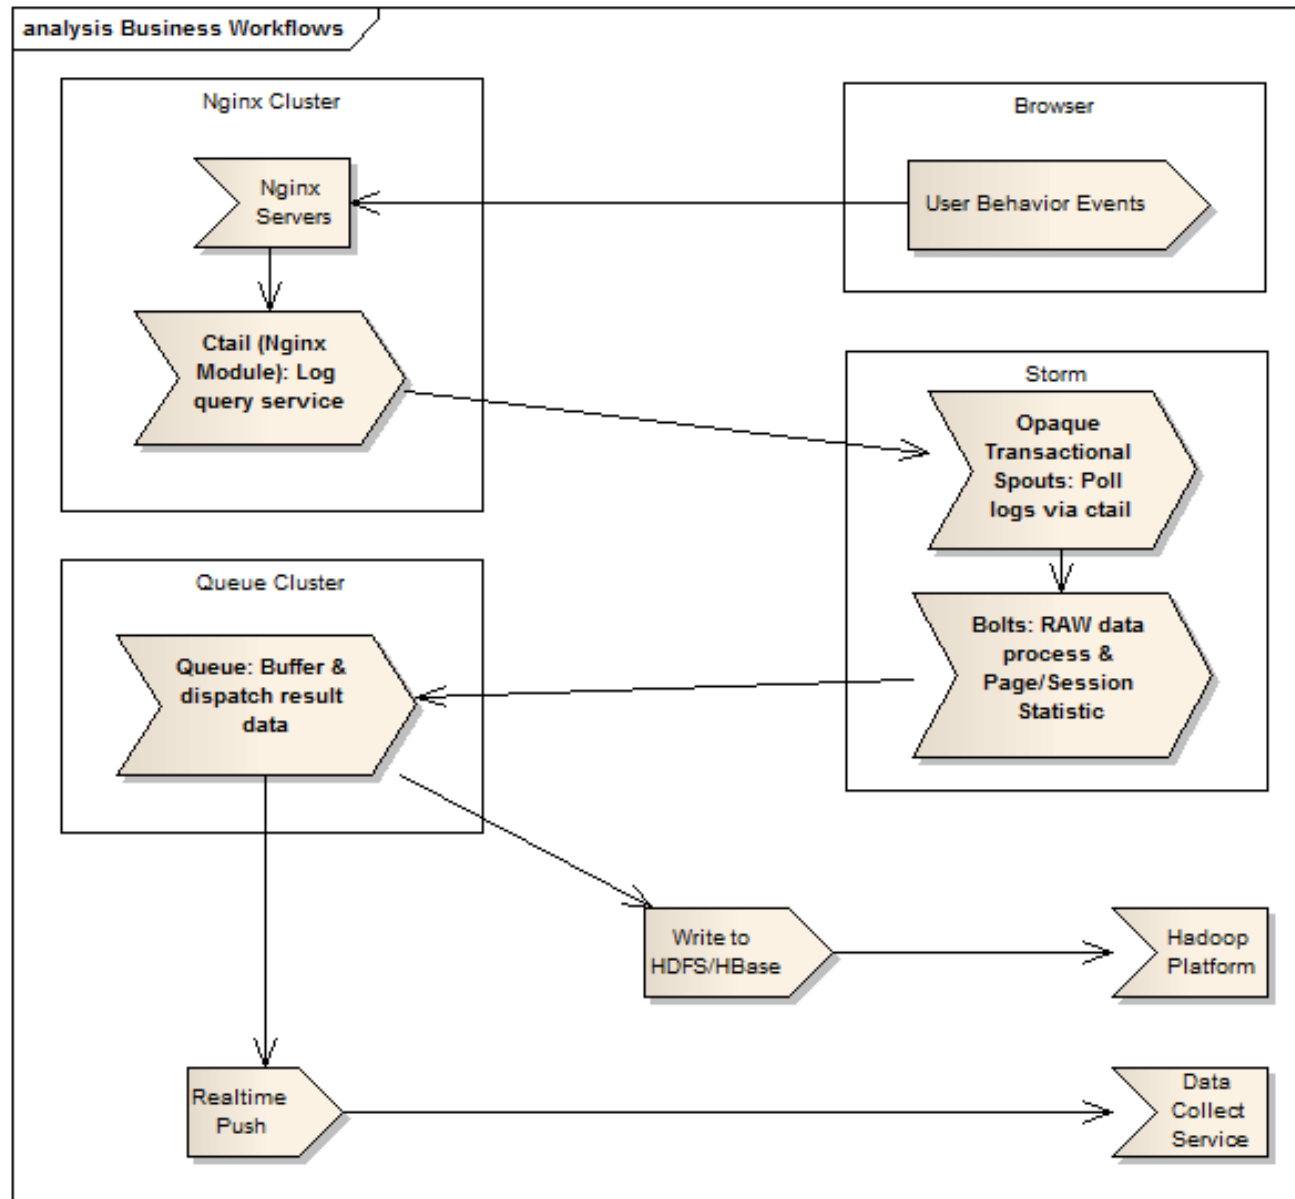 analysis Business Workflows
Nginx Cluster
Browser
Nginx
Servers
User Behavior Events
Ctail (Nginx
Module): Log
query service
Storm
Opaque
Transactional
Spouts: Poll
logs via ctail
Queue Cluster
Queue: Buffer &
dispatch result
data
Bolts: RAW data
process &
Page/Session
Statistic
Write to
HDFS/HBase
Hadoop
Platform
Realtime
Push
Data
Collect
Service